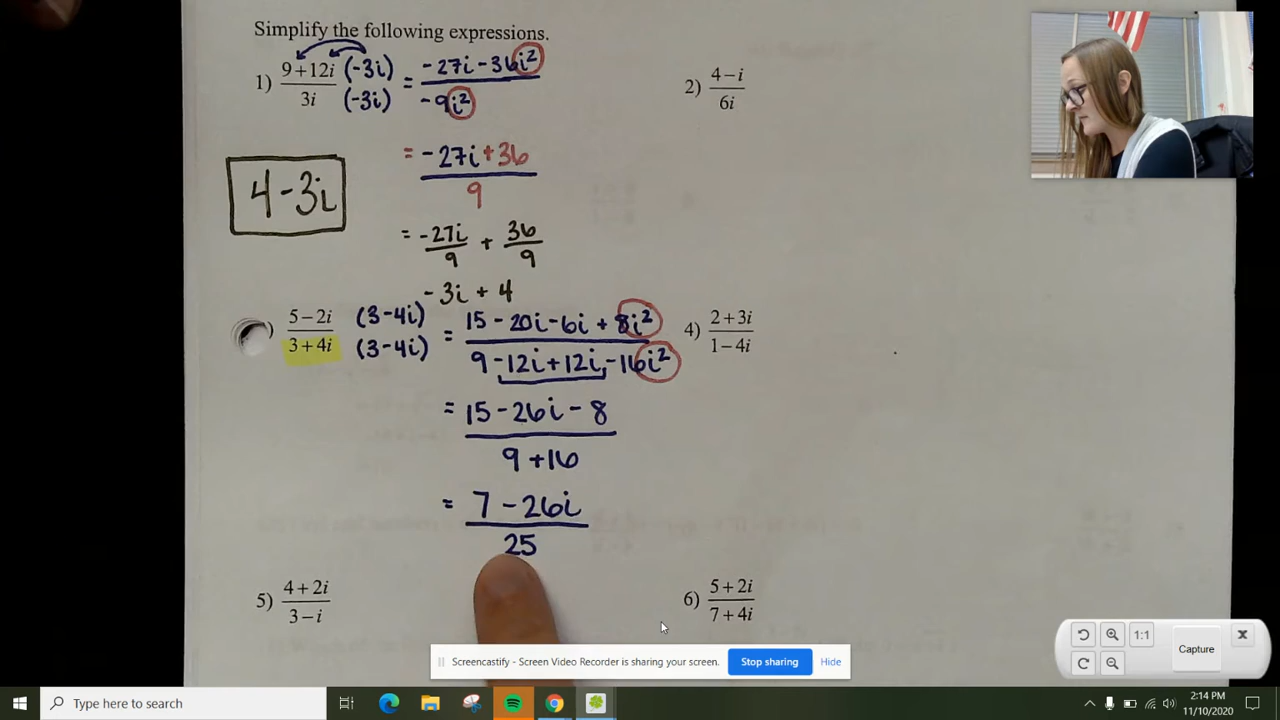 Simplify the following expressions.
1) 9+12i/3i (-3i)/(-3i) = -27i-36i²/-9i²
= -27i+36/9
4-3i
= -27i/9 + 36/9
-3i+4
2) 4-i/6i
) 5-2i/3+4i (3-4i)/(3-4i) = 15-20i-6i+8i²/9-12i+12i-16i²
= 15-26i-8/9+16
= 7-26i/25
4) 2+3i/1-4i
5) 4+2i/3-i
6) 5+2i/7+4i
Screencastify - Screen Video Recorder is sharing your screen.
Stop sharing
Hide
1:1
Capture
Type here to search
2:14 PM
11/10/2020